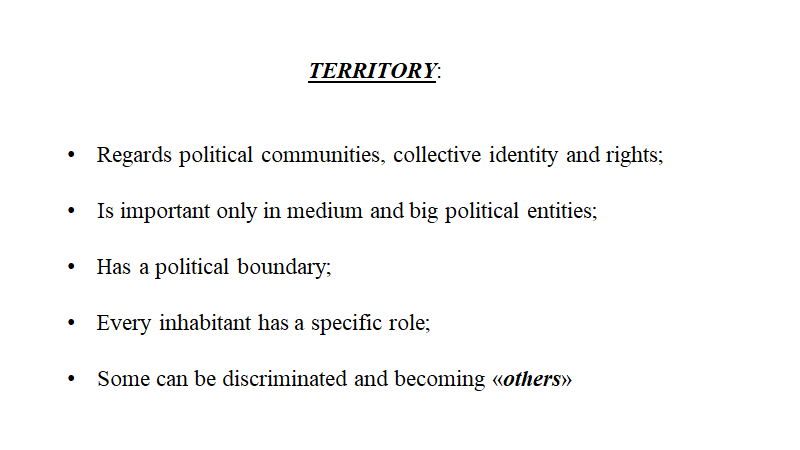 TERRITORY:
• Regards political communities, collective identity and rights;
• Is important only in medium and big political entities;
• Has a political boundary;
• Every inhabitant has a specific role;
• Some can be discriminated and becoming «others»